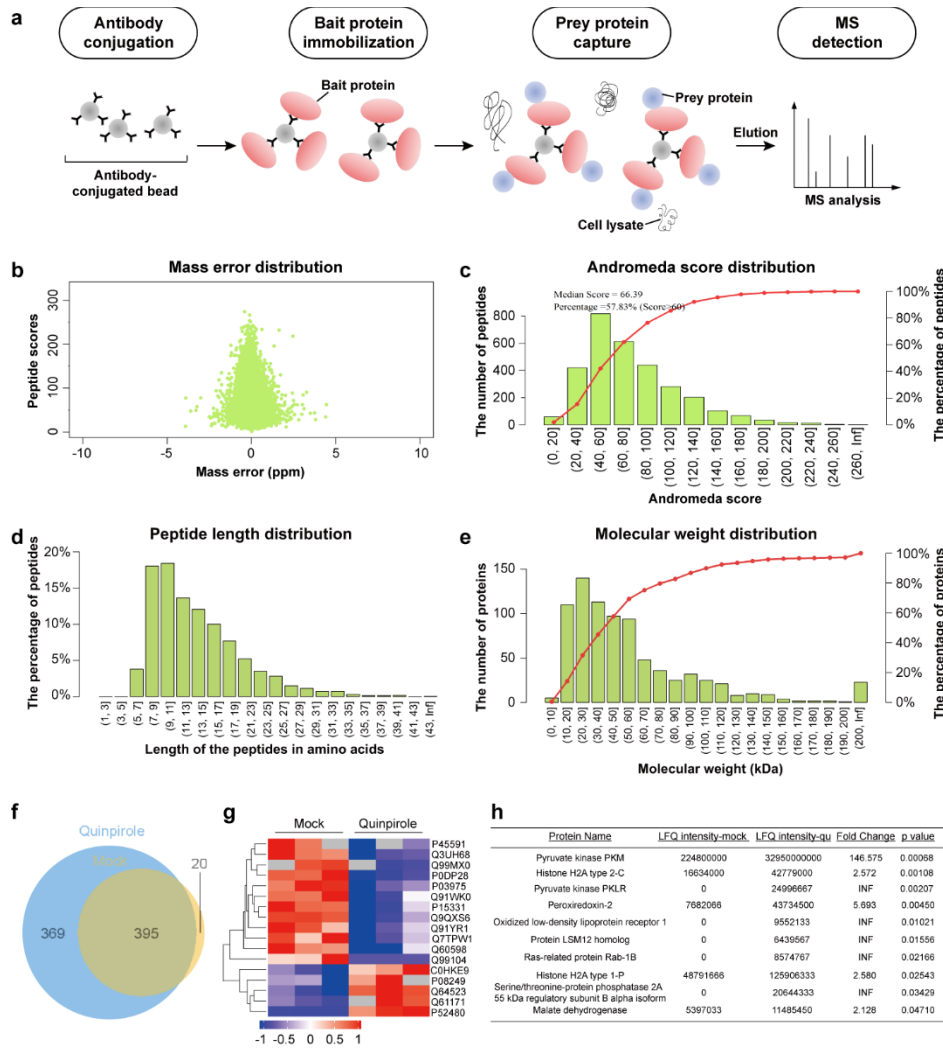 a
Antibody
conjugation
Bait protein
immobilization
Prey protein
capture
MS
detection
Bait protein
Prey protein
Elution
Antibody-
conjugated bead
Cell lysate
MS analysis
b
Mass error distribution
Peptide scores
300
200
100
0
-10
-5
0
5
10
Mass error (ppm)
c
Andromeda score distribution
Median Score = 66.39
Percentage =57.83% (Score≥60)
The number of peptides
800
600
400
200
0
100%
80%
60%
40%
20%
0%
The percentage of peptides
(0, 20]
(20, 40]
(40, 60]
(60, 80]
(80, 100]
(100, 120]
(120, 140]
(140, 160]
(160, 180]
(180, 200]
(200, 220]
(220, 240]
(240, 260]
(260, Inf]
Andromeda score
d
Peptide length distribution
The percentage of peptides
20%
15%
10%
5%
0%
(1, 3]
(3, 5]
(5, 7]
(7, 9]
(9, 11]
(11, 13]
(13, 15]
(15, 17]
(17, 19]
(19, 21]
(21, 23]
(23, 25]
(25, 27]
(27, 29]
(29, 31]
(31, 33]
(33, 35]
(35, 37]
(37, 39]
(39, 41]
(41, 43]
(43, Inf]
Length of the peptides in amino acids
e
Molecular weight distribution
The number of proteins
150
100
50
0
100%
80%
60%
40%
20%
0%
The percentage of proteins
(0, 10]
(10, 20]
(20, 30]
(30, 40]
(40, 50]
(50, 60]
(60, 70]
(70, 80]
(80, 90]
(90, 100]
(100, 110]
(110, 120]
(120, 130]
(130, 140]
(140, 150]
(150, 160]
(160, 170]
(170, 180]
(180, 190]
(190, 200]
(200, Inf]
Molecular weight (kDa)
f
Quinpirole
Mock
20
369
395
g
Mock
Quinpirole
P45591
Q3UH68
Q99MX0
P0DP28
P03975
Q91WK0
P15331
Q9QXS6
Q91YR1
Q7TPW1
Q60598
Q99104
C0HKE9
P08249
Q64523
Q61171
P52480
-1 -0.5 0 0.5 1
h
Protein Name LFQ intensity-mock LFQ intensity-qu Fold Change p value
Pyruvate kinase PKM 224800000 32950000000 146.575 0.00068
Histone H2A type 2-C 16634000 42779000 2.572 0.00108
Pyruvate kinase PKLR 0 24996667 INF 0.00207
Peroxiredoxin-2 7682066 43734500 5.693 0.00450
Oxidized low-density lipoprotein receptor 1 0 9552133 INF 0.01021
Protein LSM12 homolog 0 6439567 INF 0.01556
Ras-related protein Rab-1B 0 8574767 INF 0.02166
Histone H2A type 1-P 48791666 125906333 2.580 0.02543
Serine/threonine-protein phosphatase 2A
55 kDa regulatory subunit B alpha isoform 0 20644333 INF 0.03429
Malate dehydrogenase 5397033 11485450 2.128 0.04710